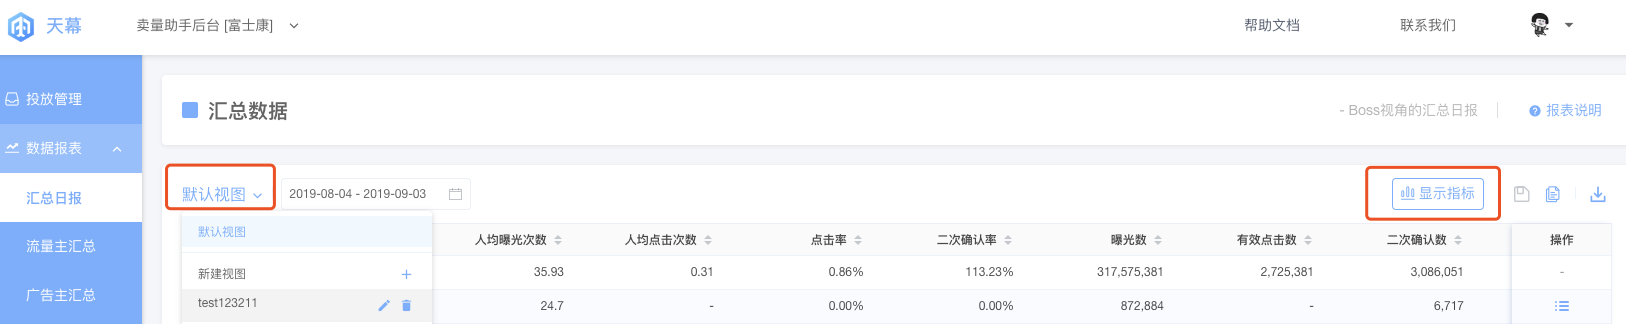 天幕 卖量助手后台 [富士康] 帮助文档 联系我们
投放管理
数据报表
汇总日报
流量主汇总
广告主汇总
汇总数据 - Boss视角的汇总日报 报表说明
默认视图 2019-08-04 - 2019-09-03 显示指标
默认视图
新建视图
test123211
人均曝光次数 人均点击次数 点击率 二次确认率 曝光数 有效点击数 二次确认数 操作
35.93 0.31 0.86% 113.23% 317,575,381 2,725,381 3,086,051 -
24.7 - 0.00% 0.00% 872,884 - 6,717